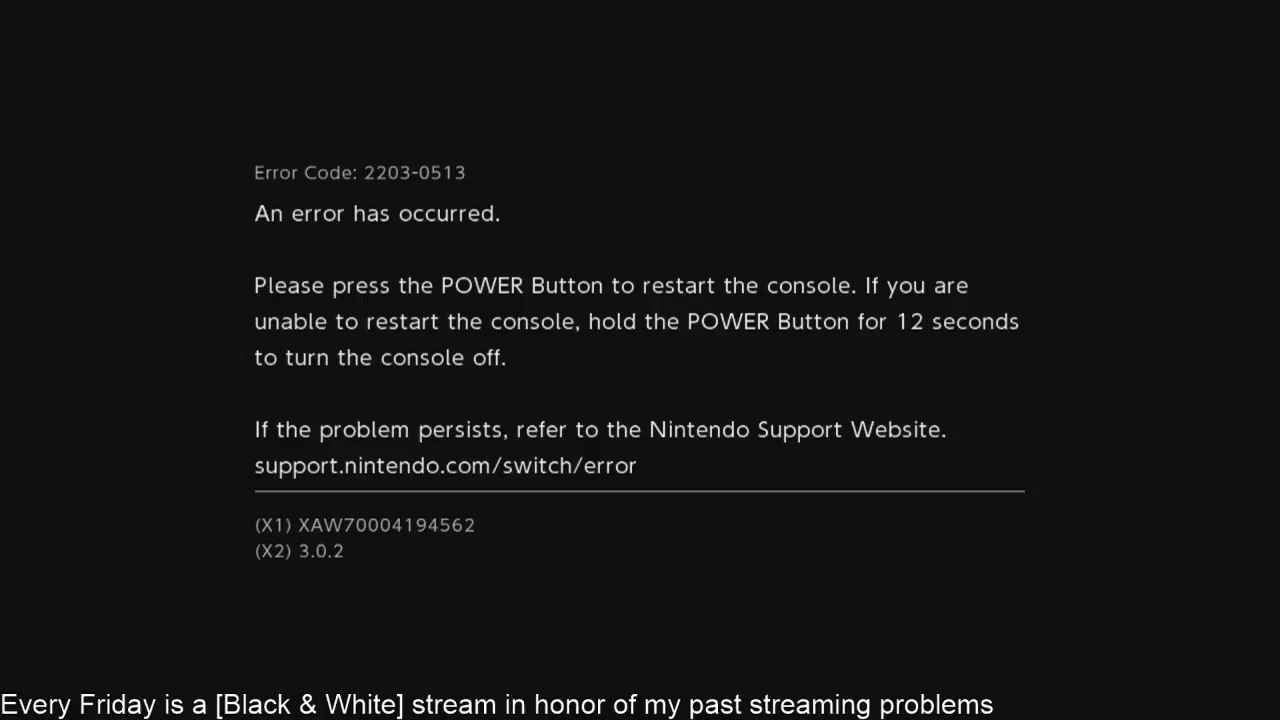 Error Code: 2203-0513
An error has occurred.
Please press the POWER Button to restart the console. If you are
unable to restart the console, hold the POWER Button for 12 seconds
to turn the console off.
If the problem persists, refer to the Nintendo Support Website.
support.nintendo.com/switch/error
(X1) XAW70004194562
(X2) 3.0.2
Every Friday is a [Black & White] stream in honor of my past streaming problems